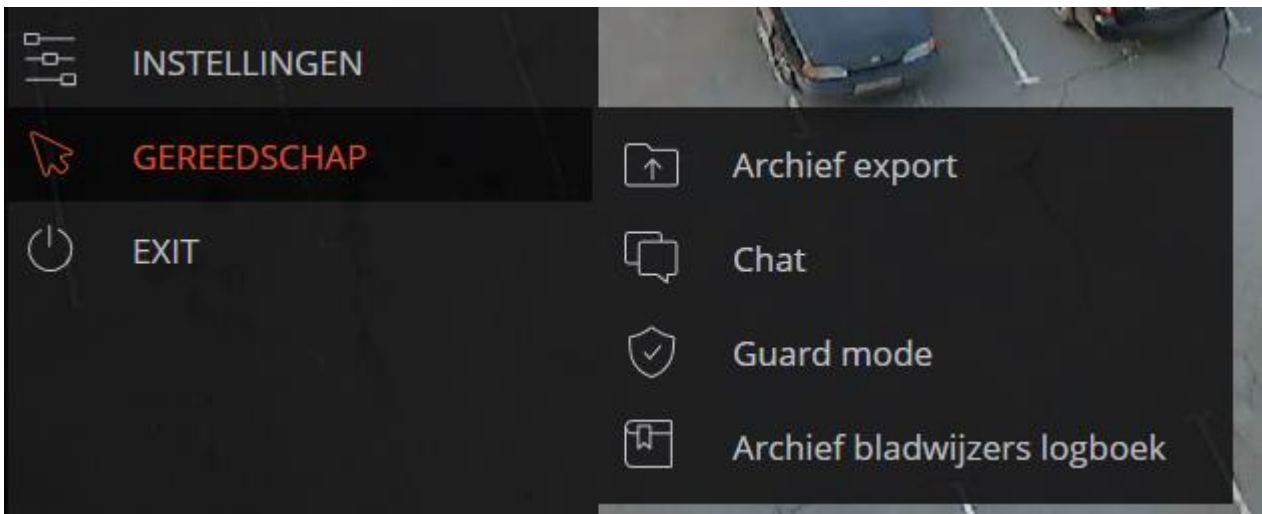 INSTELLINGEN
GEREEDSCHAP
EXIT
Archief export
Chat
Guard mode
Archief bladwijzers logboek